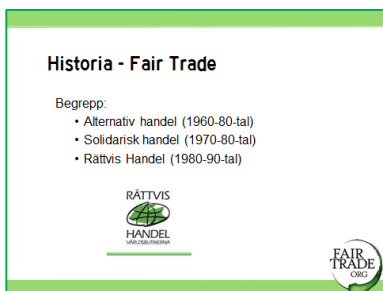 Historia - Fair Trade
Begrepp:
• Alternativ handel (1960-80-tal)
• Solidarisk handel (1970-80-tal)
• Rättvis Handel (1980-90-tal)
RÄTTVIS
HANDEL
VÄRLDSBUTIKERNA
FAIR
TRADE
ORG